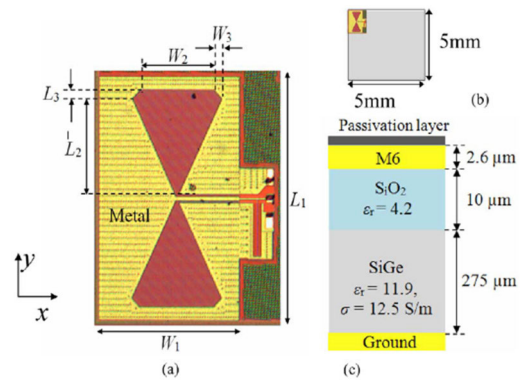 W3
W2
L3
L2
L1
Metal
y
x
W1
(a)
5mm
5mm
(b)
Passivation layer
M6
2.6 μm
SiO2
εr = 4.2
10 μm
SiGe
εr = 11.9,
σ = 12.5 S/m
275 μm
Ground
(c)